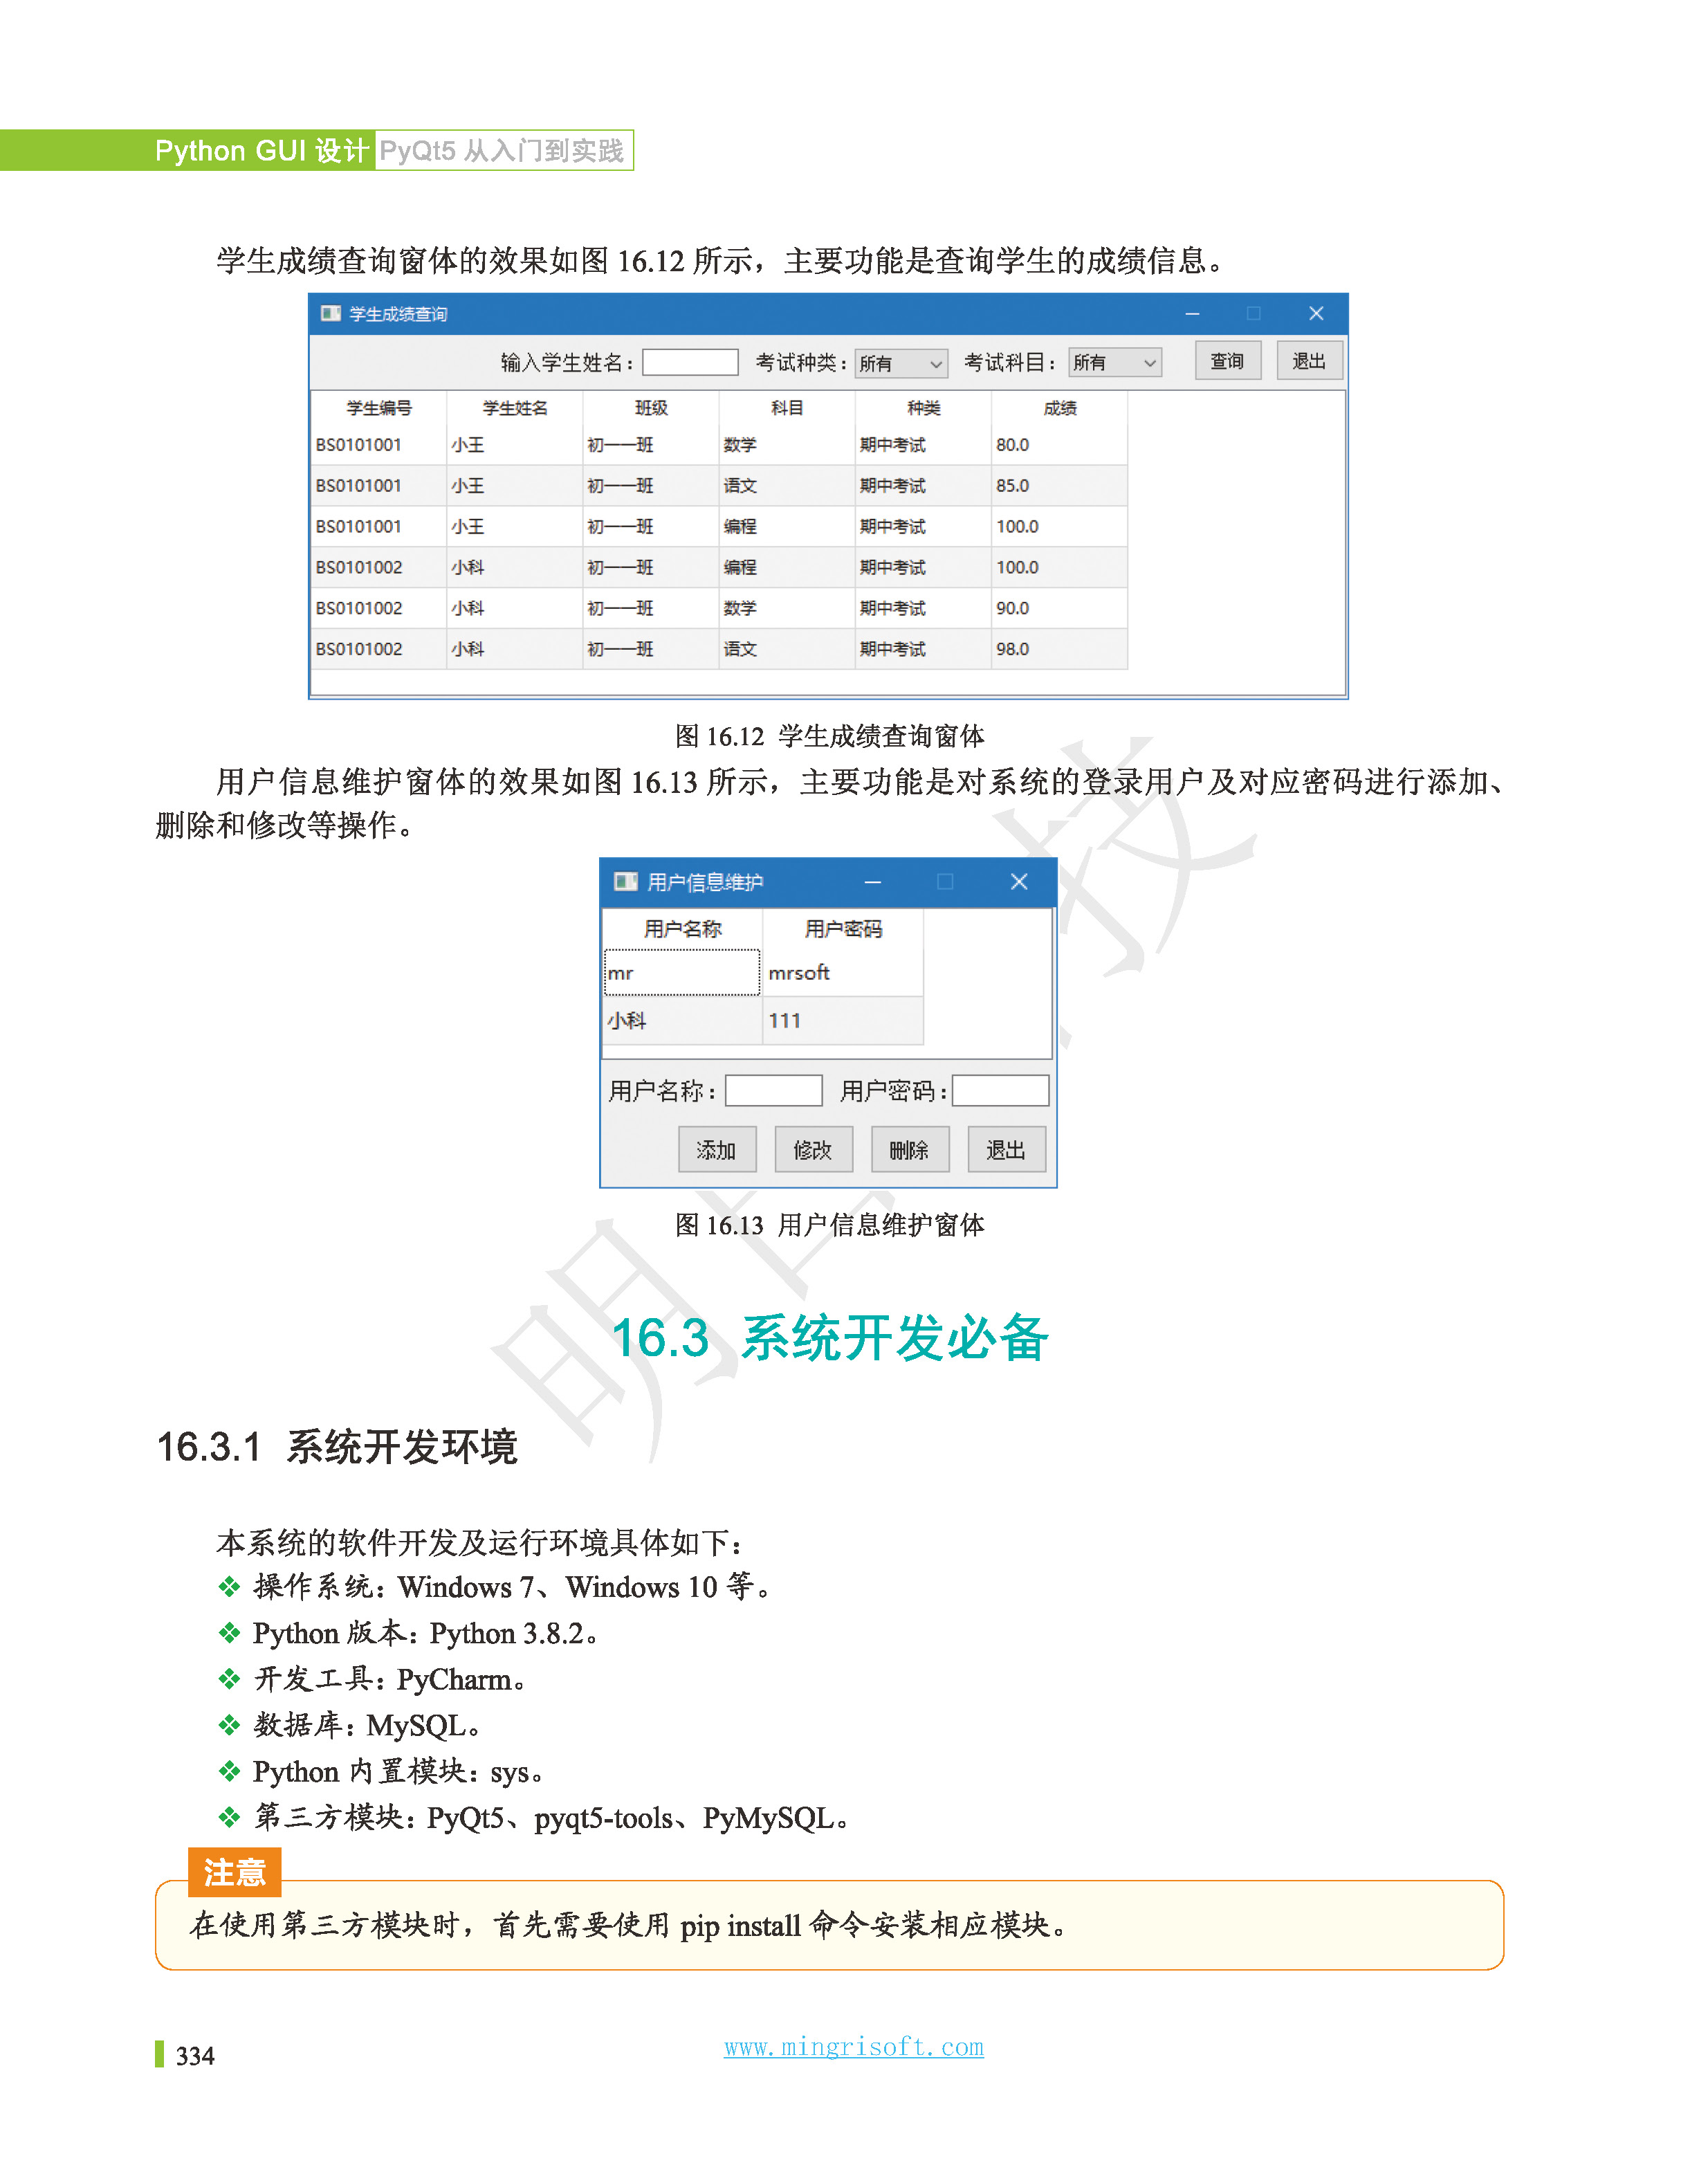 Python GUI 设计 PyQt5 从入门到实践
学生成绩查询窗体的效果如图 16.12 所示，主要功能是查询学生的成绩信息。
学生成绩查询
输入学生姓名： 考试种类： 所有 考试科目： 所有 查询 退出
学生编号 学生姓名 班级 科目 种类 成绩
BS0101001 小王 初一一班 数学 期中考试 80.0
BS0101001 小王 初一一班 语文 期中考试 85.0
BS0101001 小王 初一一班 编程 期中考试 100.0
BS0101002 小科 初一一班 编程 期中考试 100.0
BS0101002 小科 初一一班 数学 期中考试 90.0
BS0101002 小科 初一一班 语文 期中考试 98.0
图 16.12 学生成绩查询窗体
用户信息维护窗体的效果如图 16.13 所示，主要功能是对系统的登录用户及对应密码进行添加、
删除和修改等操作。
用户信息维护
用户名称 用户密码
mr mrsoft
小科 111
用户名称： 用户密码：
添加 修改 删除 退出
图 16.13 用户信息维护窗体
16.3 系统开发必备
16.3.1 系统开发环境
本系统的软件开发及运行环境具体如下：
❖ 操作系统：Windows 7、Windows 10 等。
❖ Python 版本：Python 3.8.2。
❖ 开发工具：PyCharm。
❖ 数据库：MySQL。
❖ Python 内置模块：sys。
❖ 第三方模块：PyQt5、pyqt5-tools、PyMySQL。
注意
在使用第三方模块时，首先需要使用 pip install 命令安装相应模块。
334
www.mingrisoft.com